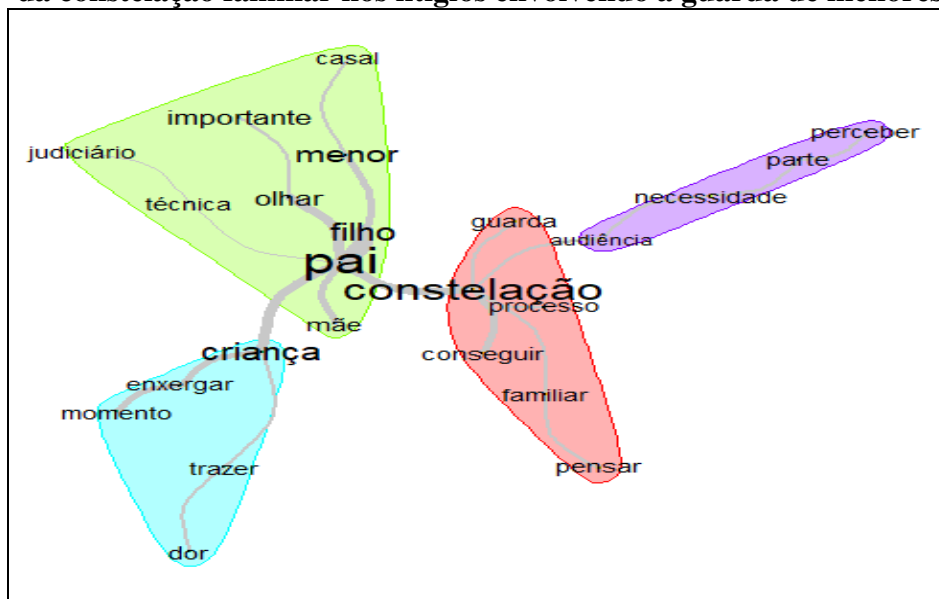 da constelação familiar nos litígios envolvendo a guarda de menores
casal
importante
judiciário
menor
olhar
técnica
filho
pai
mãe
perceber
parte
necessidade
guarda
audiência
constelação
processo
conseguir
familiar
pensar
criança
enxergar
momento
trazer
dor